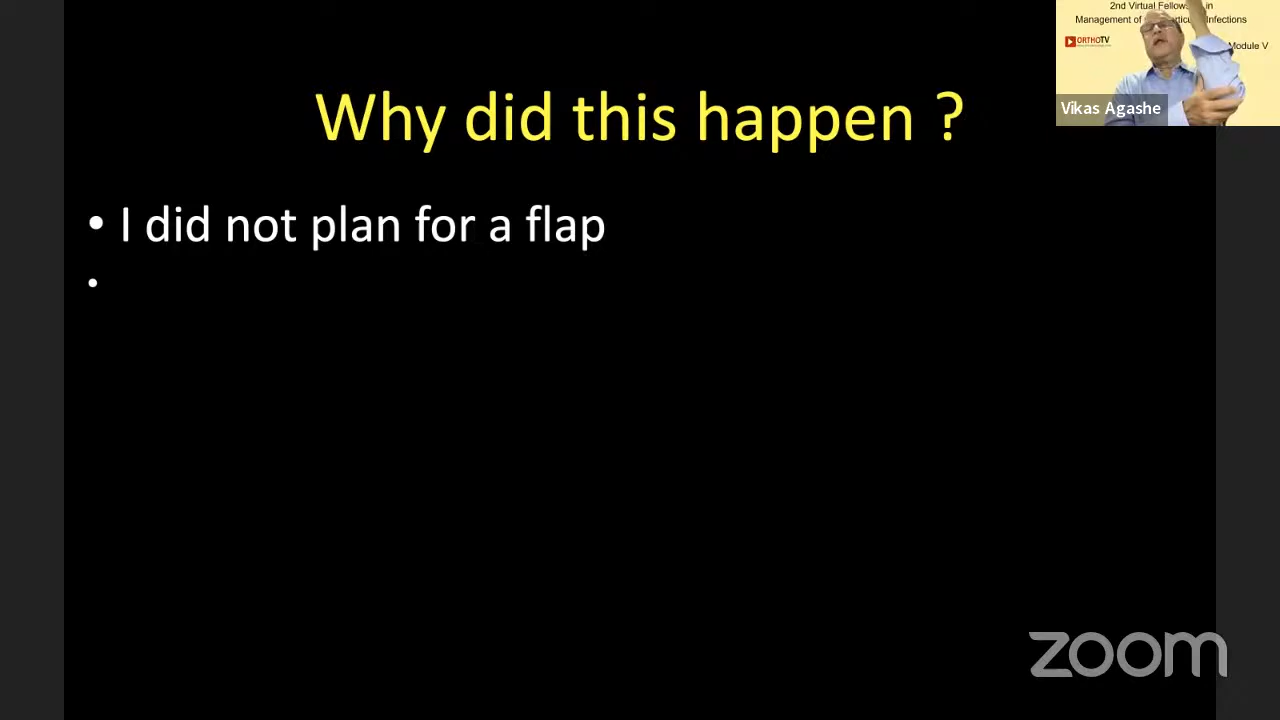 Why did this happen ?
• I did not plan for a flap
•
2nd Virtual Fellows in
Management of Infections
ORTHOTV
Module V
Vikas Agashe
zoom